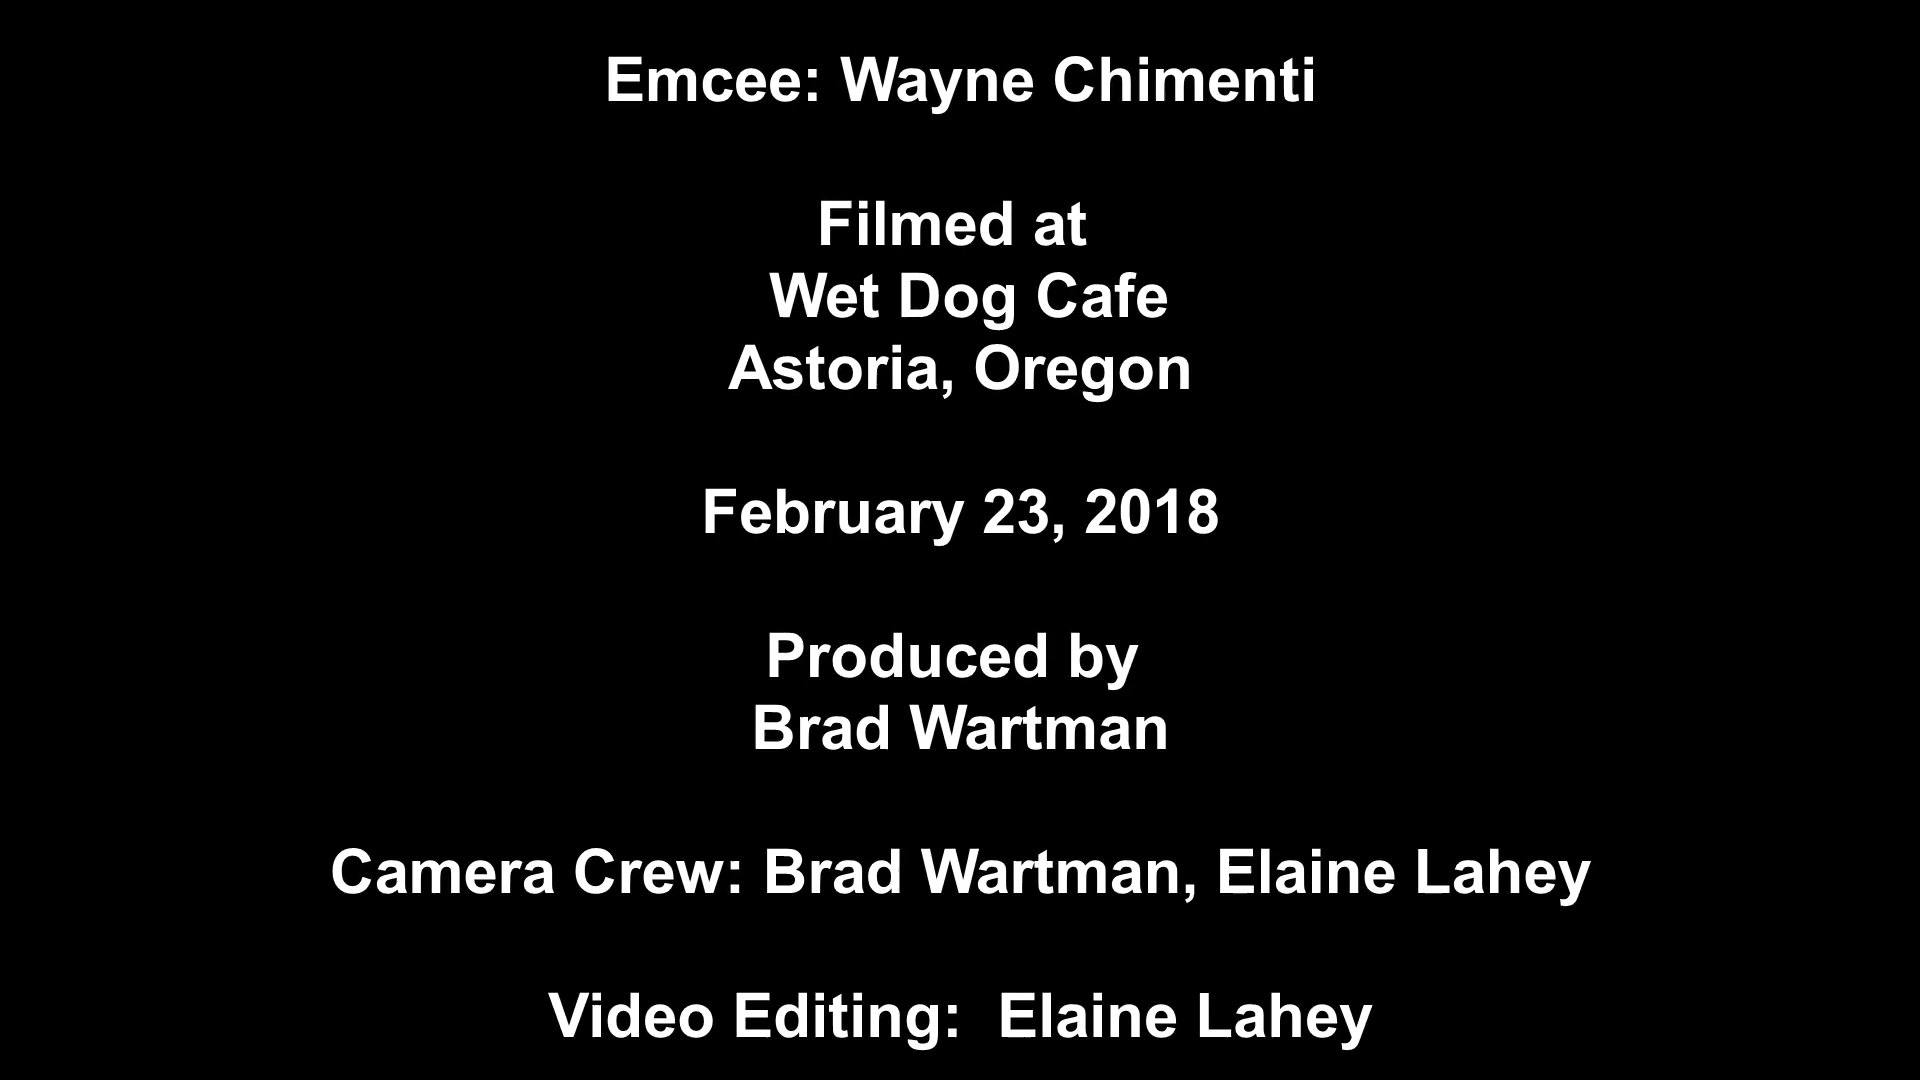 Emcee: Wayne Chimenti
Filmed at
Wet Dog Cafe
Astoria, Oregon
February 23, 2018
Produced by
Brad Wartman
Camera Crew: Brad Wartman, Elaine Lahey
Video Editing:  Elaine Lahey